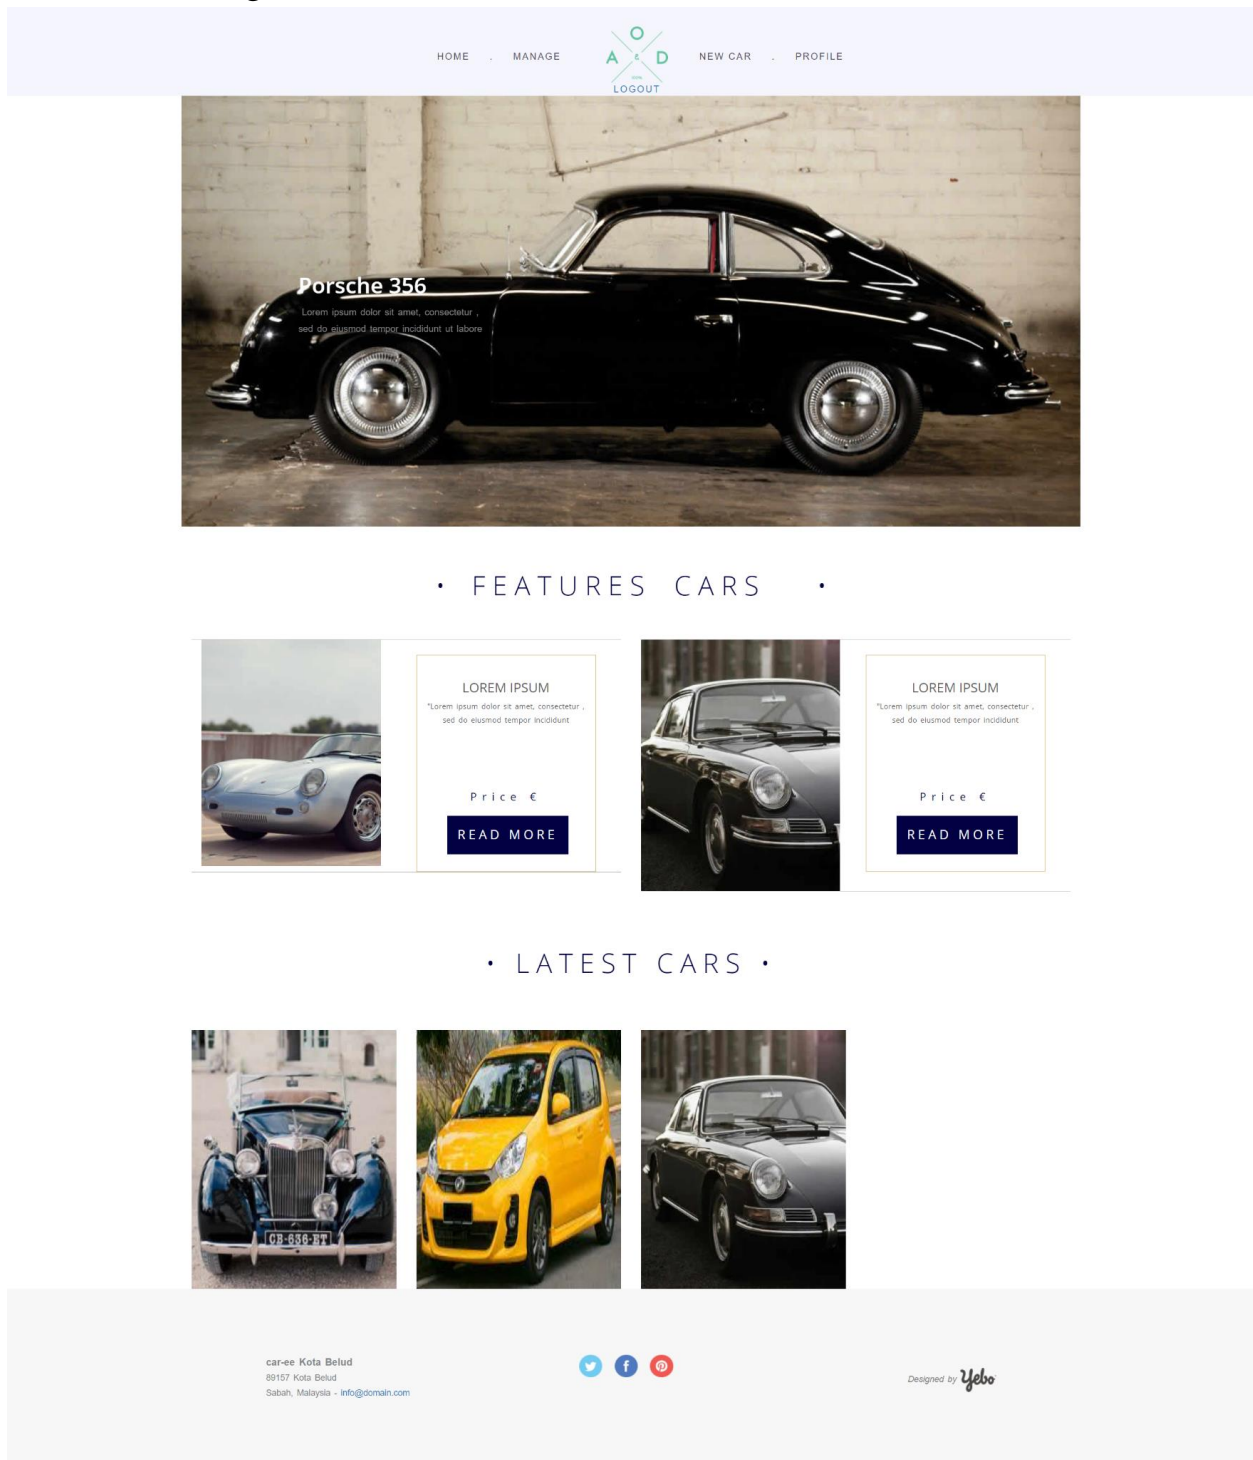 HOME . MANAGE
O
A & D
NEW CAR . PROFILE
LOGOUT
Porsche 356
Lorem ipsum dolor sit amet, consectetur ,
sed do eiusmod tempor incididunt ut labore
• FEATURES CARS •
LOREM IPSUM
"Lorem ipsum dolor sit amet, consectetur ,
sed do eiusmod tempor incididunt
Price €
READ MORE
LOREM IPSUM
"Lorem ipsum dolor sit amet, consectetur ,
sed do eiusmod tempor incididunt
Price €
READ MORE
• LATEST CARS •
CB-636-ET
car-ee Kota Belud
89157 Kota Belud
Sabah, Malaysia - info@domain.com
Designed by Yebo